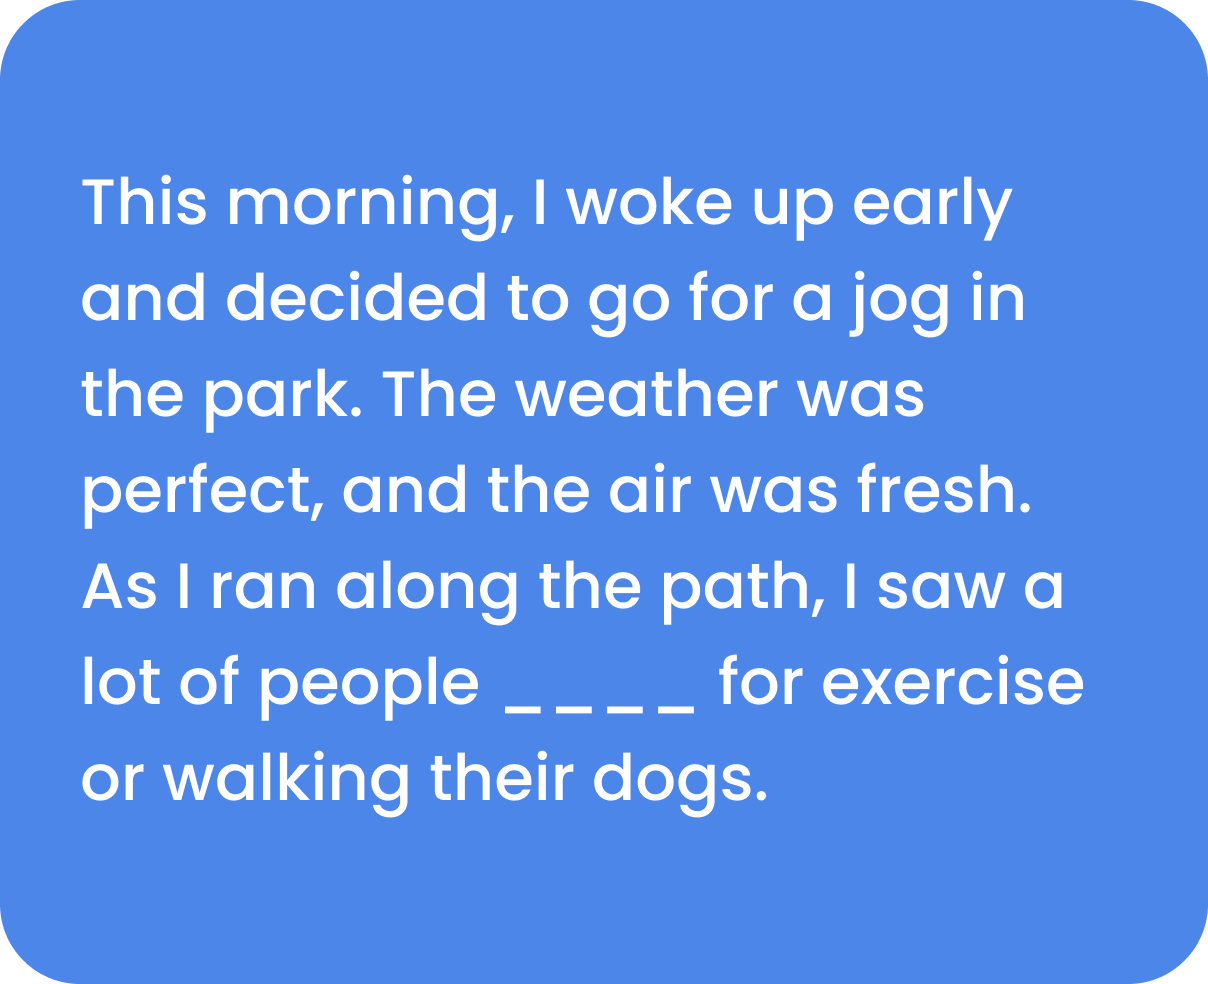 This morning, I woke up early
and decided to go for a jog in
the park. The weather was
perfect, and the air was fresh.
As I ran along the path, I saw a
lot of people _ _ _ _ for exercise
or walking their dogs.